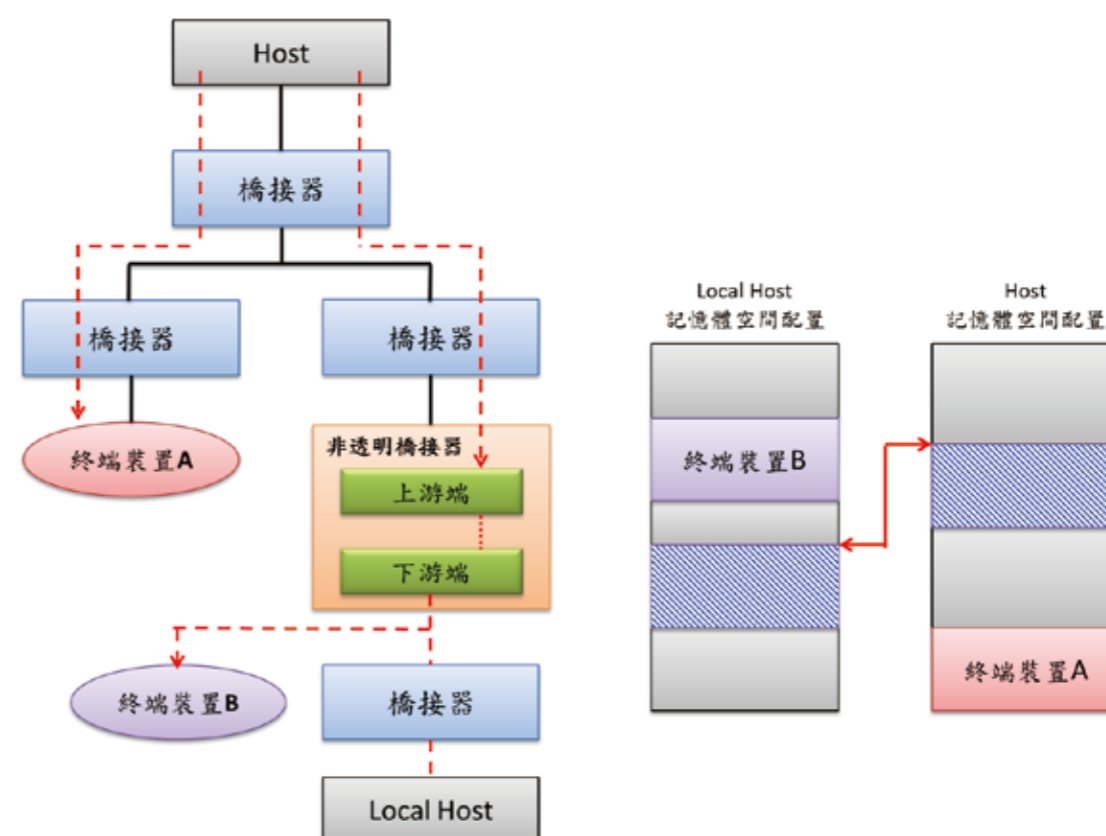 Host
橋接器
橋接器
橋接器
終端裝置A
非透明橋接器
上游端
下游端
終端裝置B
橋接器
Local Host
Local Host
記憶體空間配置
終端裝置B
Host
記憶體空間配置
終端裝置A